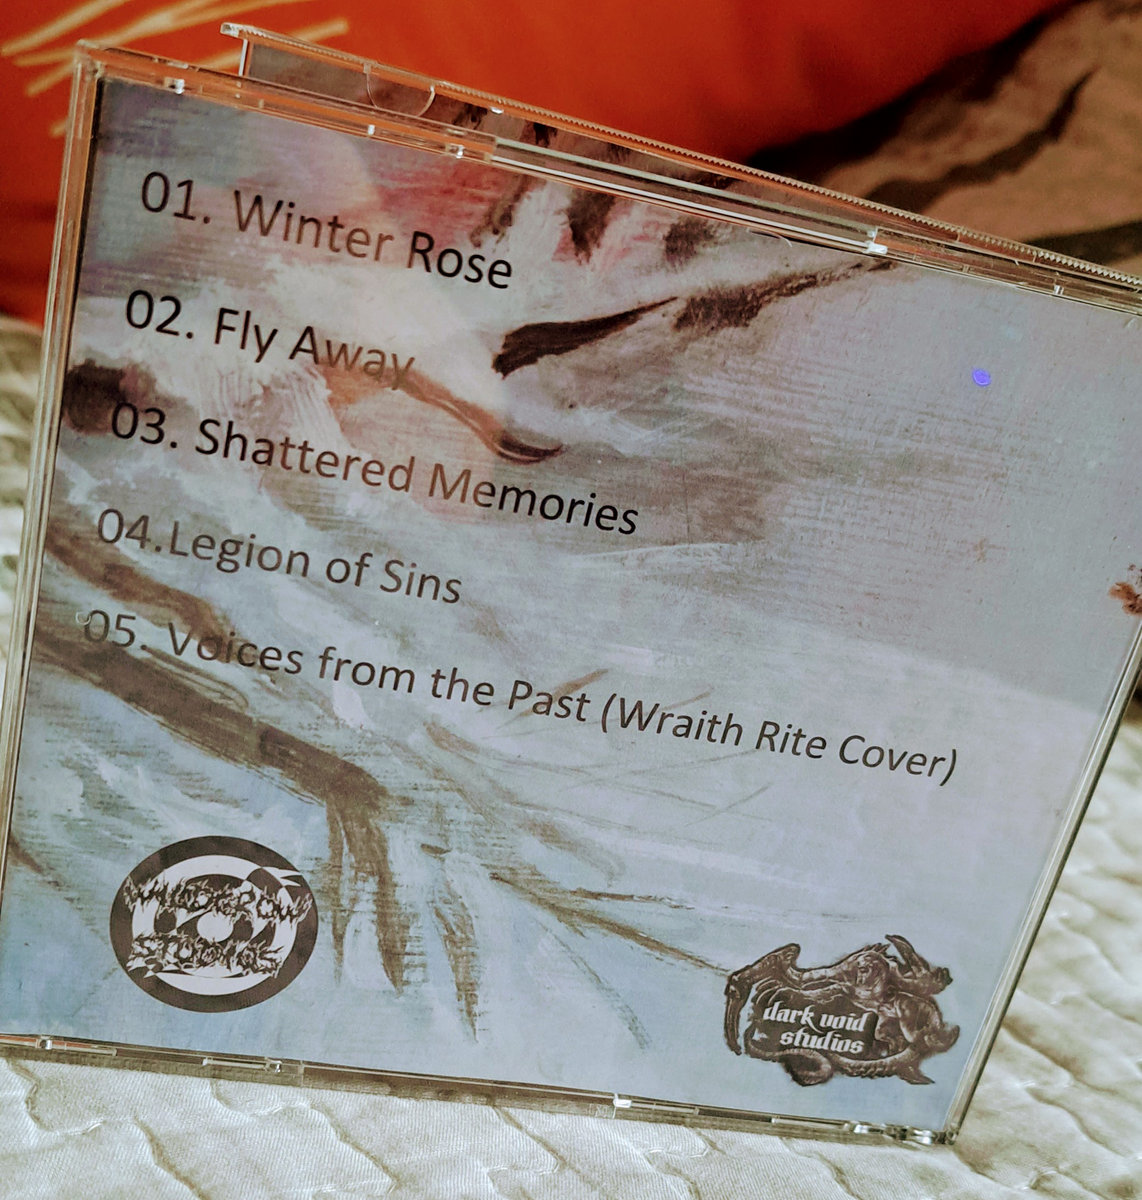 01. Winter Rose
02. Fly Away
03. Shattered Memories
04.Legion of Sins
05. Voices from the Past (Wraith Rite Cover)
dark void
studios